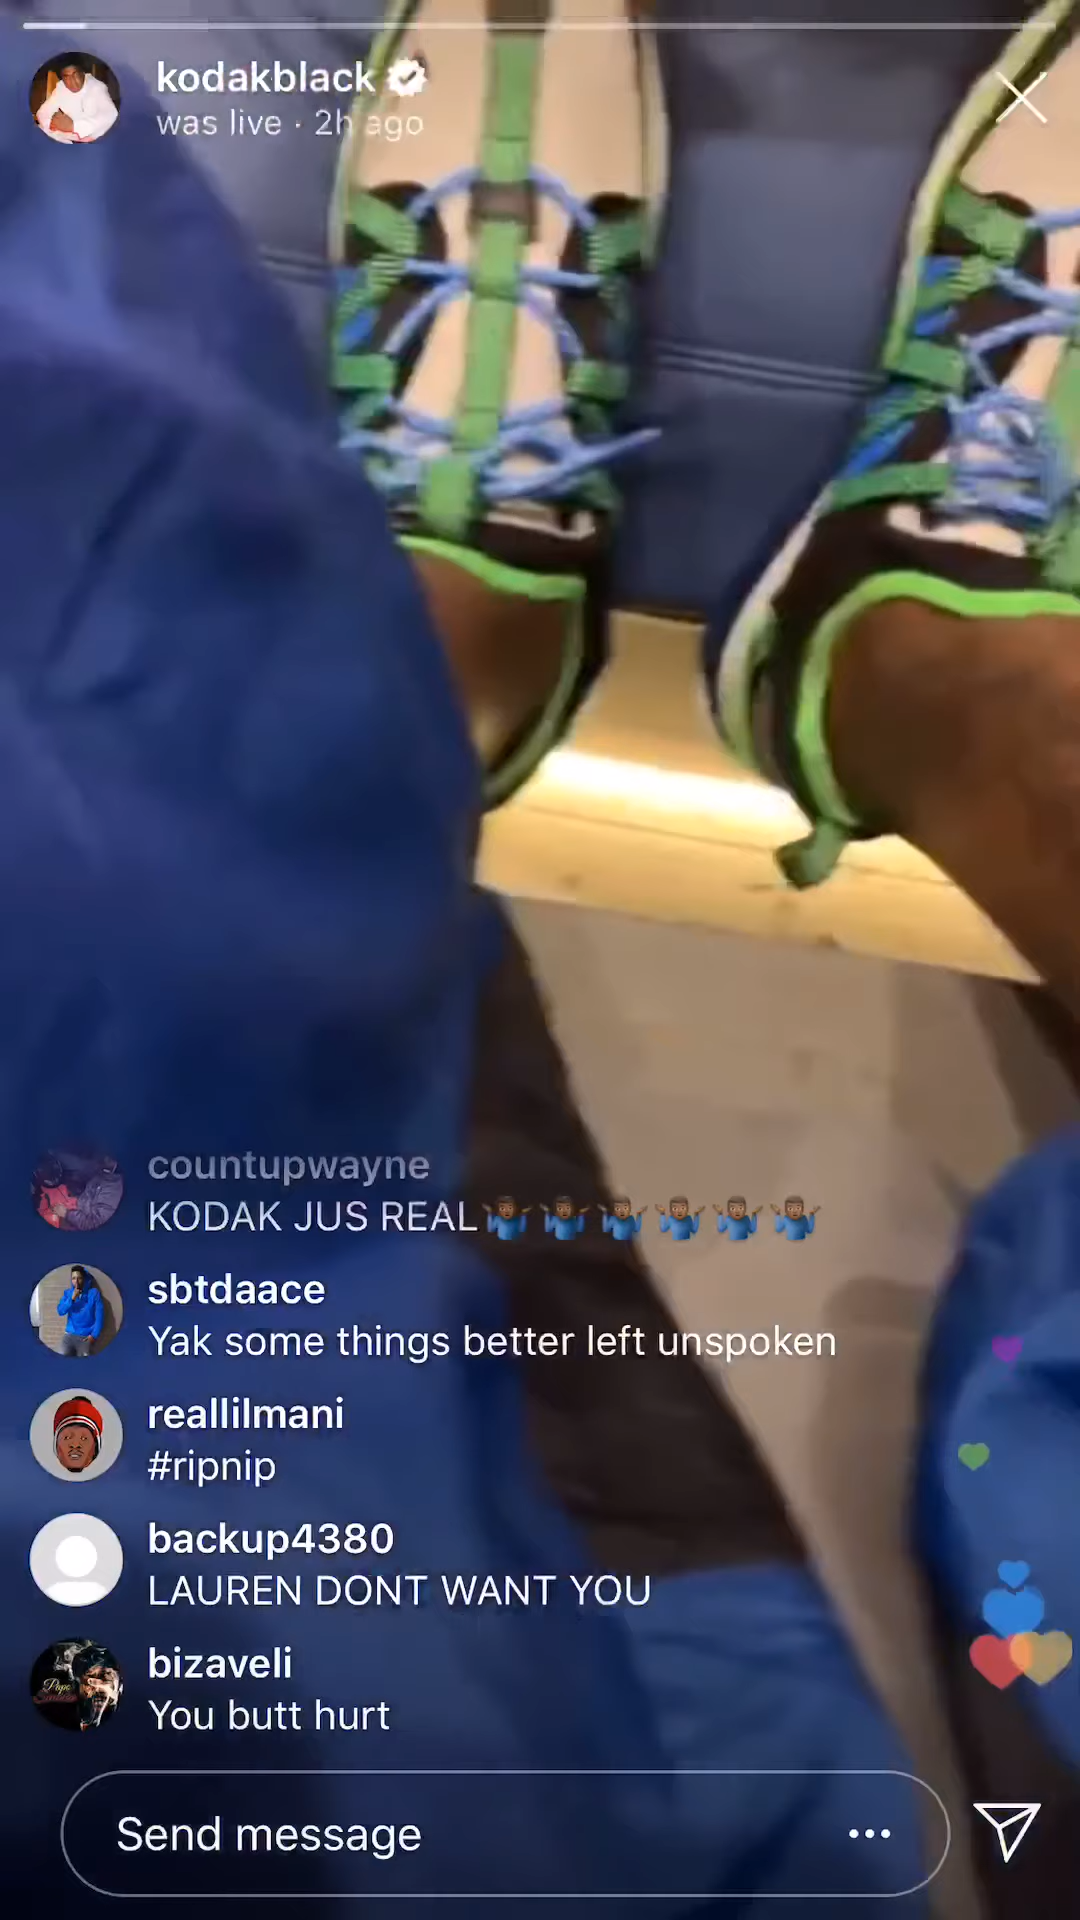 kodakblack
was live · 2h ago
countupwayne
KODAK JUS REAL🤷🏾‍♂️🤷🏾‍♂️🤷🏾‍♂️🤷🏾‍♂️🤷🏾‍♂️🤷🏾‍♂️
sbtdaace
Yak some things better left unspoken
reallilmani
#ripnip
backup4380
LAUREN DONT WANT YOU
bizaveli
You butt hurt
Send message